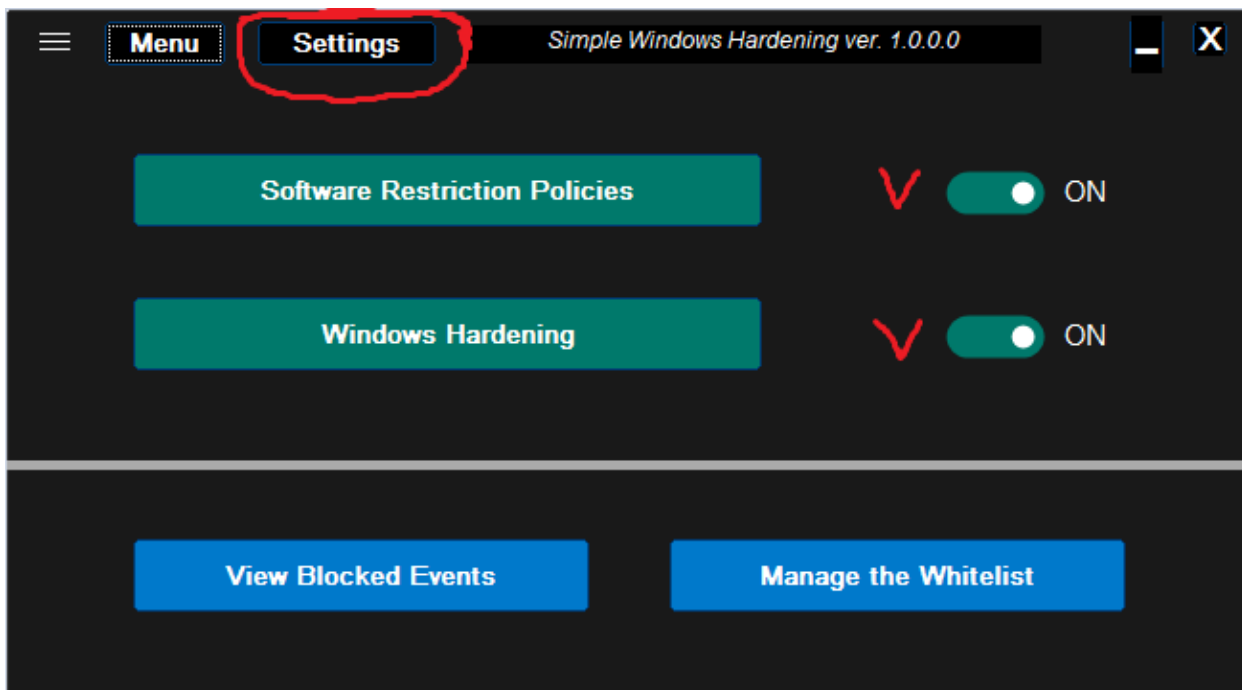 Menu Settings Simple Windows Hardening ver. 1.0.0.0 X
Software Restriction Policies ON
Windows Hardening ON
View Blocked Events Manage the Whitelist